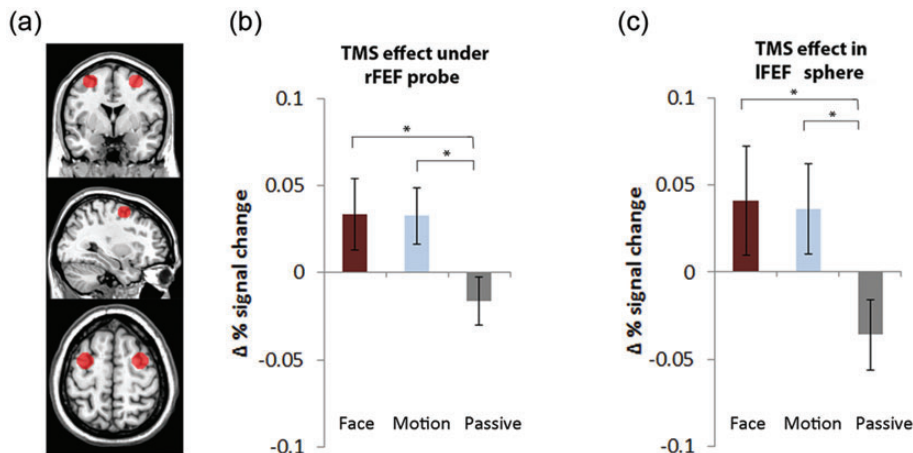 (a)
(b)
TMS effect under
rFEF probe
Δ % signal change
0.1
0.05
0
-0.05
-0.1
*
*
Face Motion Passive
(c)
TMS effect in
lFEF sphere
Δ % signal change
0.1
0.05
0
-0.05
-0.1
*
*
Face Motion Passive